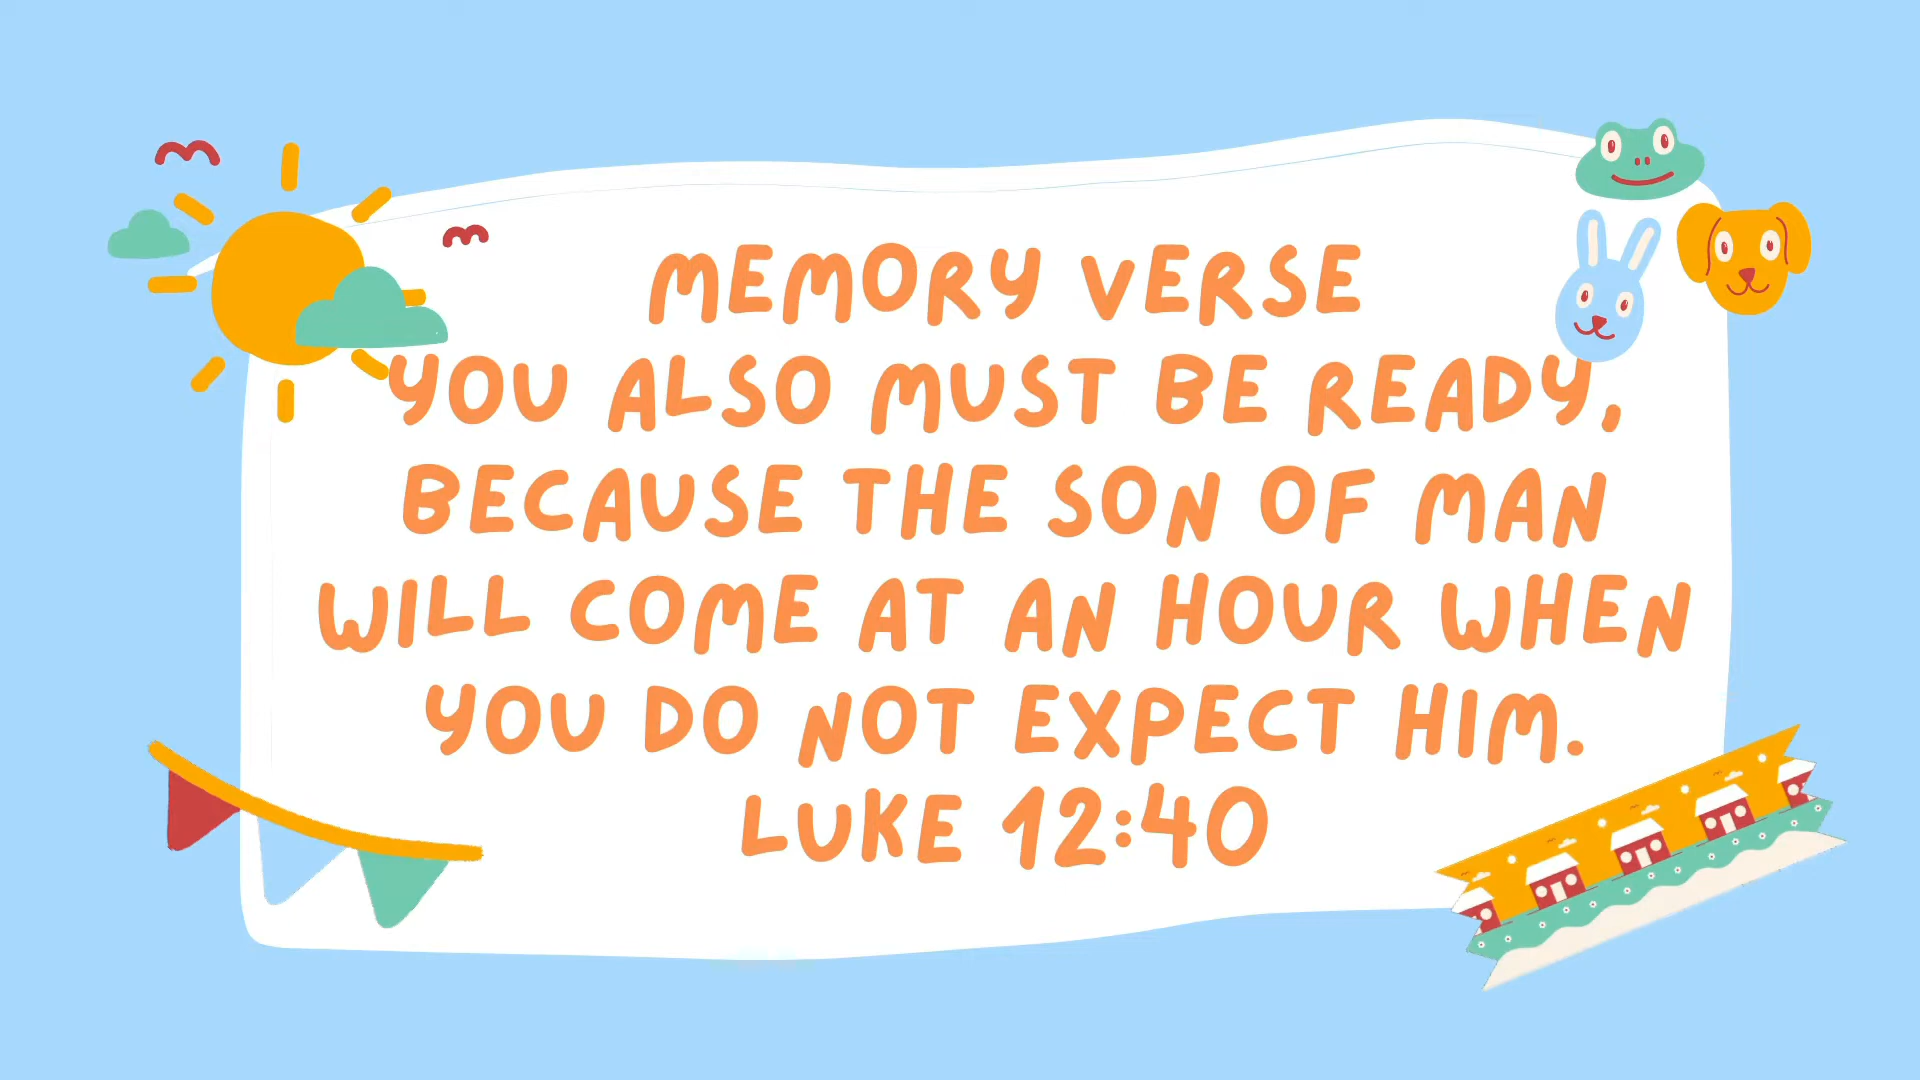 MEMORY VERSE
YOU ALSO MUST BE READY,
BECAUSE THE SON OF MAN
WILL COME AT AN HOUR WHEN
YOU DO NOT EXPECT HIM.
LUKE 12:40